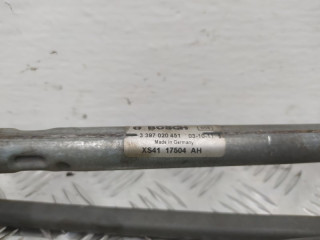 BOSCH
3 397 020 451
Made in Germany
XS41 17504 AH